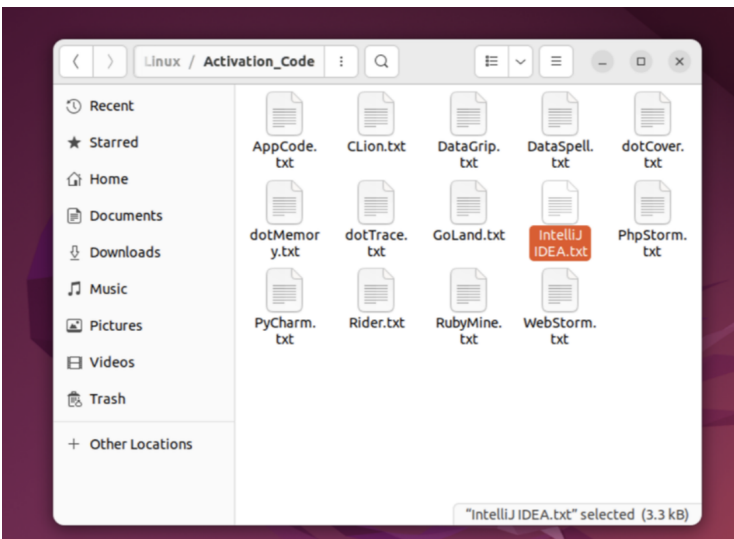 Linux / Activation_Code
Recent
Starred
Home
Documents
Downloads
Music
Pictures
Videos
Trash
Other Locations
AppCode.
txt
CLion.txt
DataGrip.
txt
DataSpell.
txt
dotCover.
txt
dotMemor
y.txt
dotTrace.
txt
GoLand.txt
IntelliJ
IDEA.txt
PhpStorm.
txt
PyCharm.
txt
Rider.txt
RubyMine.
txt
WebStorm.
txt
"IntelliJ IDEA.txt" selected (3.3 kB)